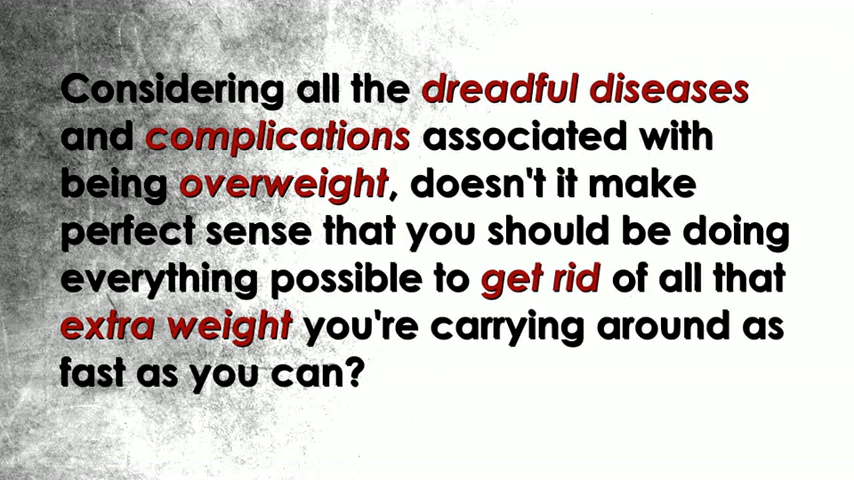 Considering all the dreadful diseases
and complications associated with
being overweight, doesn't it make
perfect sense that you should be doing
everything possible to get rid of all that
extra weight you're carrying around as
fast as you can?